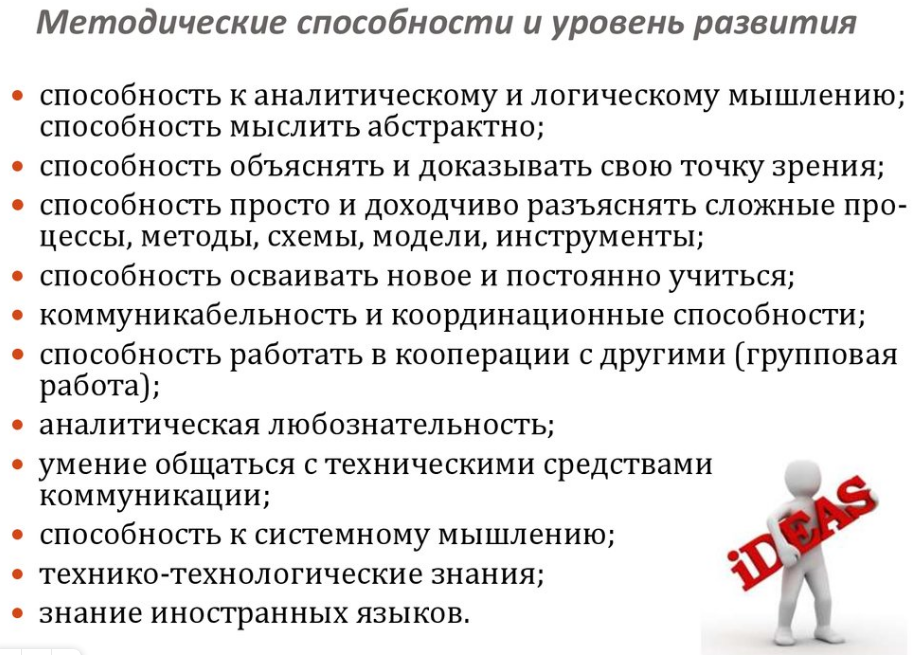 Методические способности и уровень развития
• способность к аналитическому и логическому мышлению;
способность мыслить абстрактно;
• способность объяснять и доказывать свою точку зрения;
• способность просто и доходчиво разъяснять сложные про-
цессы, методы, схемы, модели, инструменты;
• способность осваивать новое и постоянно учиться;
• коммуникабельность и координационные способности;
• способность работать в кооперации с другими (групповая
работа);
• аналитическая любознательность;
• умение общаться с техническими средствами
коммуникации;
• способность к системному мышлению;
• технико-технологические знания;
• знание иностранных языков.
iDEAS